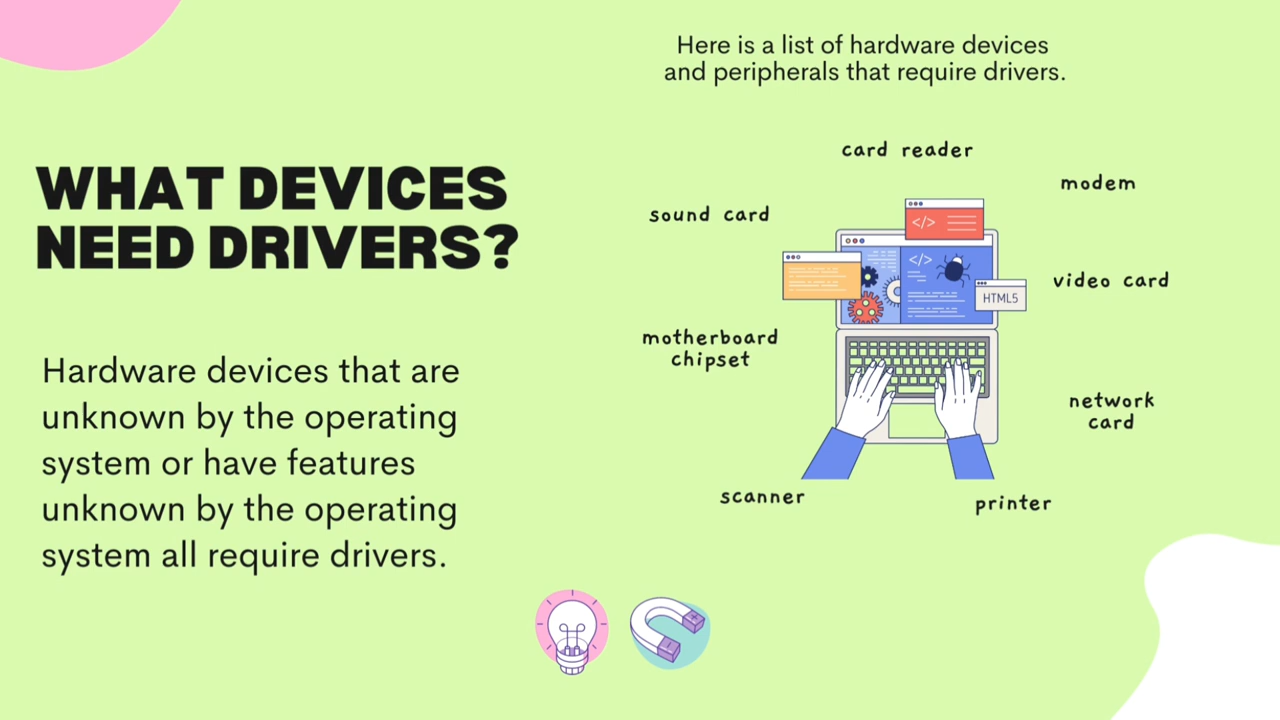 WHAT DEVICES
NEED DRIVERS?
Hardware devices that are
unknown by the operating
system or have features
unknown by the operating
system all require drivers.
Here is a list of hardware devices
and peripherals that require drivers.
card reader
modem
sound card
</>
</>
HTML5
video card
motherboard
chipset
network
card
scanner
printer
+
-